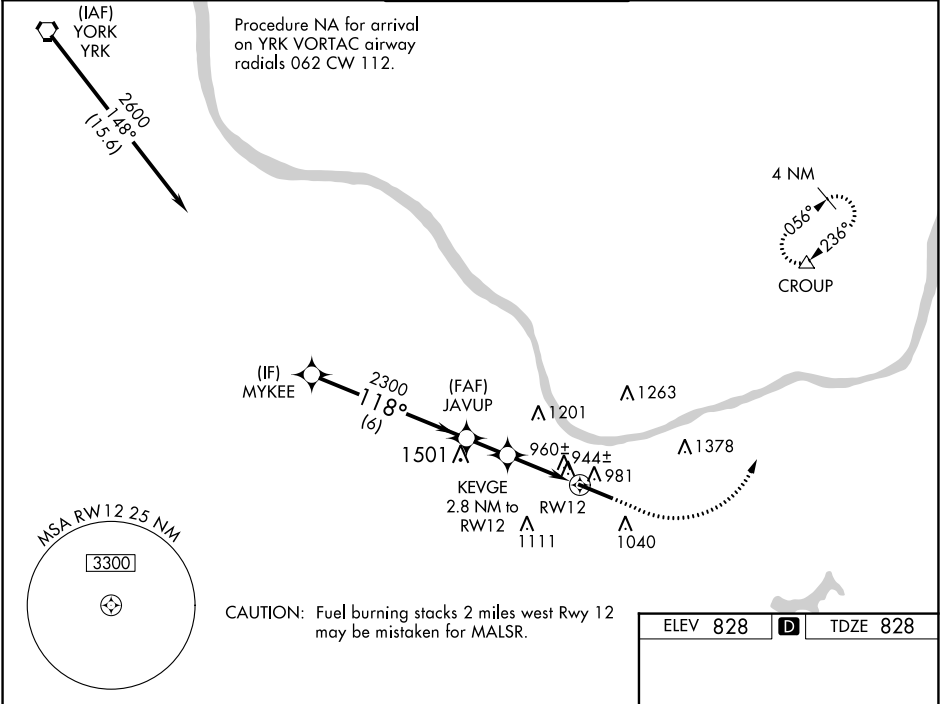 (IAF)
YORK
YRK
Procedure NA for arrival
on YRK VORTAC airway
radials 062 CW 112.
2600
148°
(15.6)
4 NM
056°
236°
CROUP
(IF)
MYKEE
2300
118°
(6)
(FAF)
JAVUP
1263
1201
1501
960±
944±
1378
981
KEVGE
2.8 NM to
RW12
RW12
1111
1040
MSA RW12 25 NM
3300
CAUTION: Fuel burning stacks 2 miles west Rwy 12
may be mistaken for MALSR.
ELEV 828 D TDZE 828